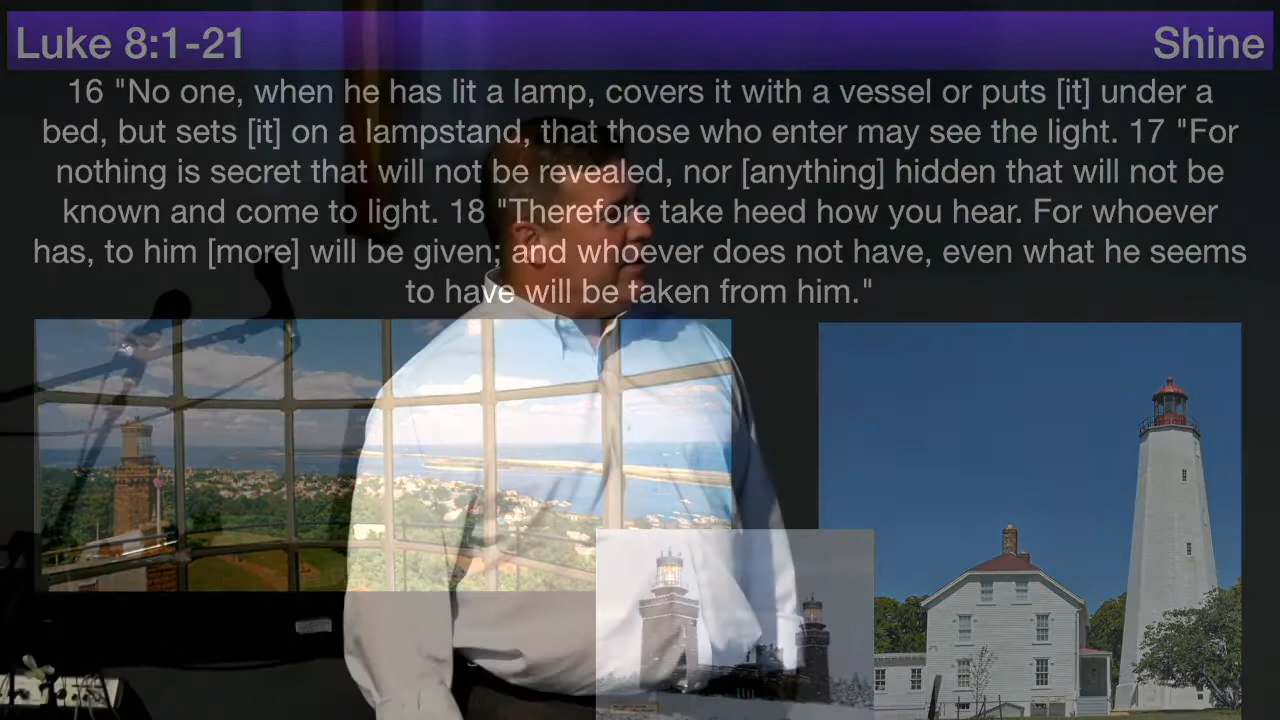 Luke 8:1-21
Shine
16 "No one, when he has lit a lamp, covers it with a vessel or puts [it] under a
bed, but sets [it] on a lampstand, that those who enter may see the light. 17 "For
nothing is secret that will not be revealed, nor [anything] hidden that will not be
known and come to light. 18 "Therefore take heed how you hear. For whoever
has, to him [more] will be given; and whoever does not have, even what he seems
to have will be taken from him."